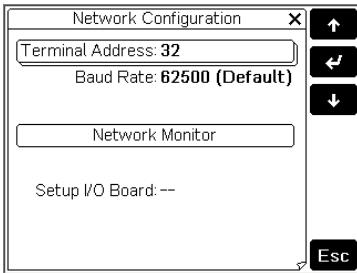 Network Configuration
Terminal Address: 32
Baud Rate: 62500 (Default)
Network Monitor
Setup I/O Board: --
Esc